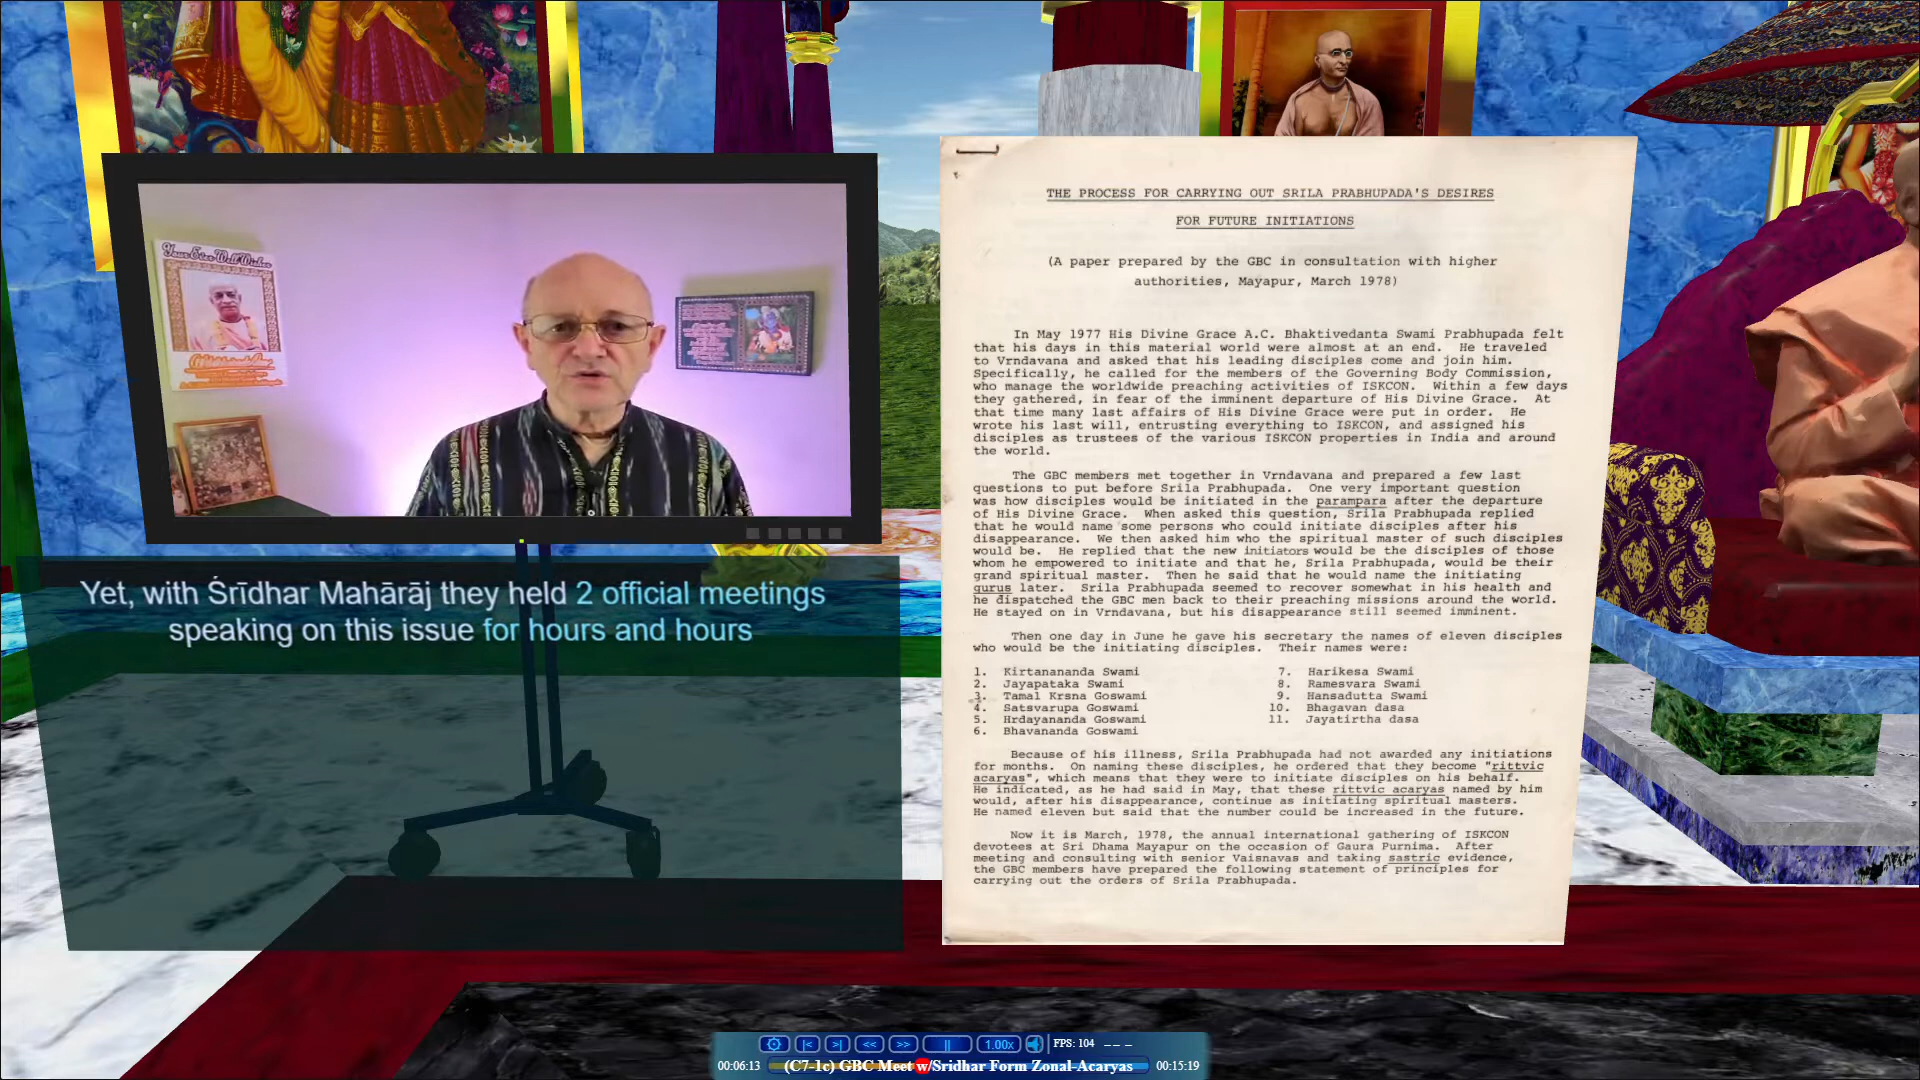 Your Ever Well Wisher
Yet, with Śrīdhar Mahārāj they held 2 official meetings
speaking on this issue for hours and hours
THE PROCESS FOR CARRYING OUT SRILA PRABHUPADA'S DESIRES
FOR FUTURE INITIATIONS
(A paper prepared by the GBC in consultation with higher
authorities, Mayapur, March 1978)
In May 1977 His Divine Grace A.C. Bhaktivedanta Swami Prabhupada felt
that his days in this material world were almost at an end. He traveled
to Vrndavana and asked that his leading disciples come and join him.
Specifically, he called for the members of the Governing Body Commission,
who manage the worldwide preaching activities of ISKCON. Within a few days
they gathered, in fear of the imminent departure of His Divine Grace. At
that time many last affairs of His Divine Grace were put in order. He
wrote his last will, entrusting everything to ISKCON, and assigned his
disciples as trustees of the various ISKCON properties in India and around
the world.
The GBC members met together in Vrndavana and prepared a few last
questions to put before Srila Prabhupada. One very important question
was how disciples would be initiated in the parampara after the departure
of His Divine Grace. When asked this question, Srila Prabhupada replied
that he would name some persons who could initiate disciples after his
disappearance. We then asked him who the spiritual master of such disciples
would be. He replied that the new initiators would be the disciples of those
whom he empowered to initiate and that he, Srila Prabhupada, would be their
grand spiritual master. Then he said that he would name the initiating
gurus later. Srila Prabhupada seemed to recover somewhat in his health and
he dispatched the GBC men back to their preaching missions around the world.
He stayed on in Vrndavana, but his disappearance still seemed imminent.
Then one day in June he gave his secretary the names of eleven disciples
who would be the initiating disciples. Their names were:
1. Kirtanananda Swami
2. Jayapataka Swami
3. Tamal Krsna Goswami
4. Satsvarupa Goswami
5. Hrdayananda Goswami
6. Bhavananda Goswami
7. Harikesa Swami
8. Ramesvara Swami
9. Hansadutta Swami
10. Bhagavan dasa
11. Jayatirtha dasa
Because of his illness, Srila Prabhupada had not awarded any initiations
for months. On naming these disciples, he ordered that they become "rittvic
acaryas", which means that they were to initiate disciples on his behalf.
He indicated, as he had said in May, that these rittvic acaryas named by him
would, after his disappearance, continue as initiating spiritual masters.
He named eleven but said that the number could be increased in the future.
Now it is March, 1978, the annual international gathering of ISKCON
devotees at Sri Dhama Mayapur on the occasion of Gaura Purnima. After
meeting and consulting with senior Vaisnavas and taking sastric evidence,
the GBC members have prepared the following statement of principles for
carrying out the orders of Srila Prabhupada.
|< >| << >> || 1.00x FPS: 104 _ _ _
00:06:13 (C7-1c) GBC Meet w/Sridhar Form Zonal-Acaryas 00:15:19